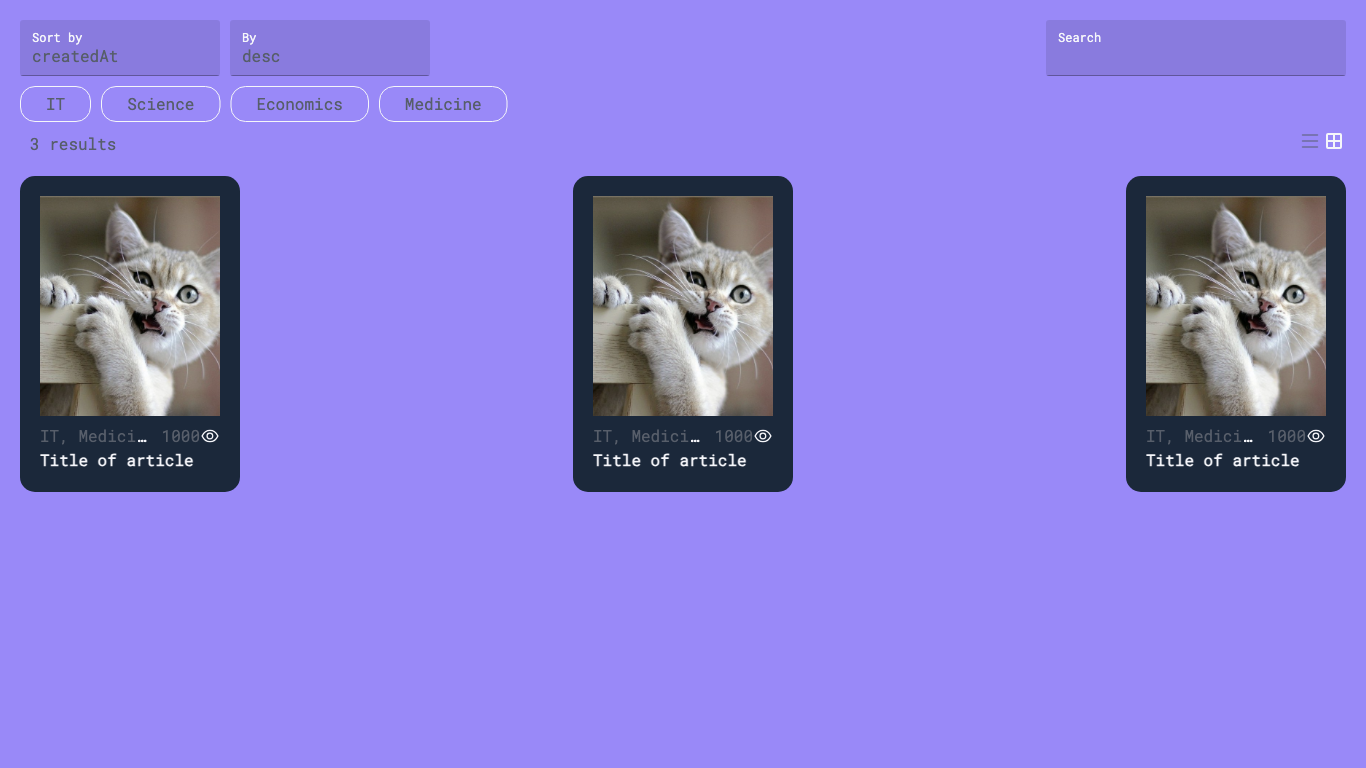 Sort by
createdAt
By
desc
Search
IT
Science
Economics
Medicine
3 results
IT, Medici… 1000
Title of article
IT, Medici… 1000
Title of article
IT, Medici… 1000
Title of article